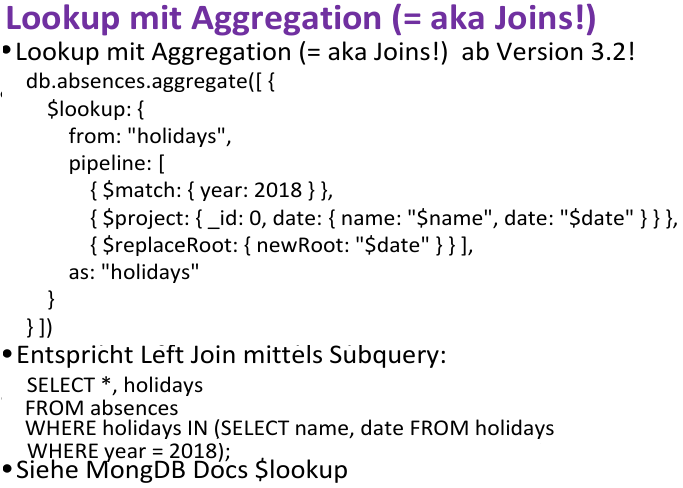 Lookup mit Aggregation (= aka Joins!)
•Lookup mit Aggregation (= aka Joins!)  ab Version 3.2!
db.absences.aggregate([ {
$lookup: {
from: "holidays",
pipeline: [
{ $match: { year: 2018 } },
{ $project: { _id: 0, date: { name: "$name", date: "$date" } } },
{ $replaceRoot: { newRoot: "$date" } } ],
as: "holidays"
}
} ])
•Entspricht Left Join mittels Subquery:
SELECT *, holidays
FROM absences
WHERE holidays IN (SELECT name, date FROM holidays
WHERE year = 2018);
•Siehe MongDB Docs $lookup